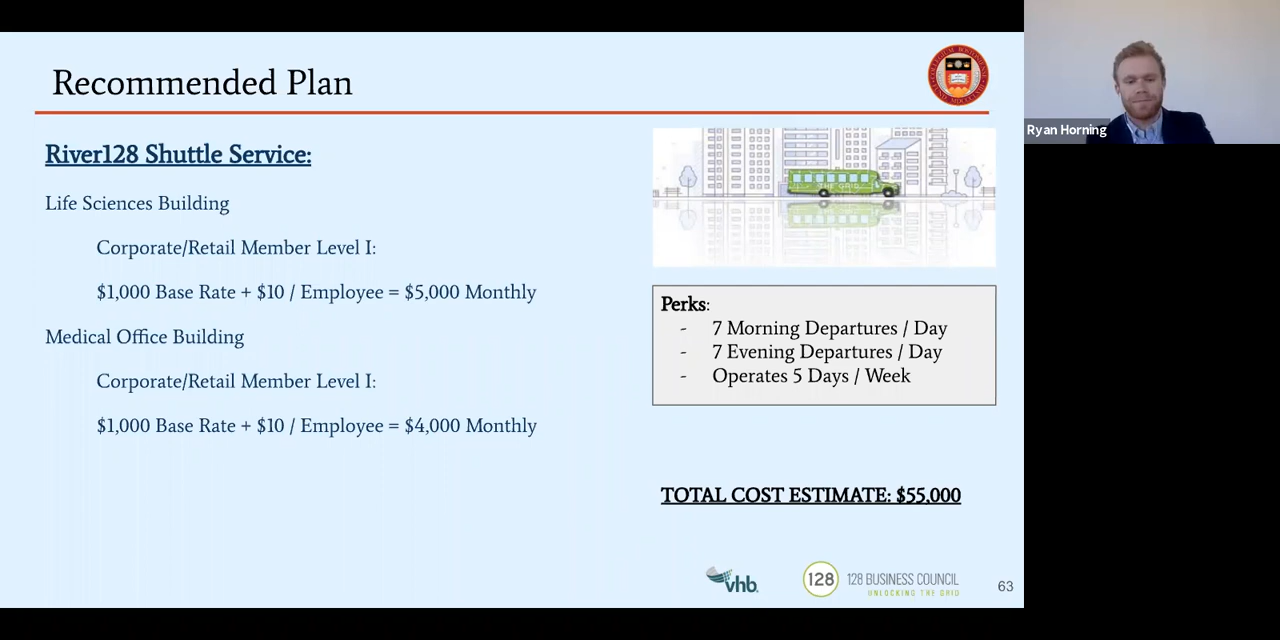 Recommended Plan
River128 Shuttle Service:
Life Sciences Building
Corporate/Retail Member Level I:
$1,000 Base Rate + $10 / Employee = $5,000 Monthly
Medical Office Building
Corporate/Retail Member Level I:
$1,000 Base Rate + $10 / Employee = $4,000 Monthly
THE GRID
Perks:
- 7 Morning Departures / Day
- 7 Evening Departures / Day
- Operates 5 Days / Week
TOTAL COST ESTIMATE: $55,000
vhb
128 128 BUSINESS COUNCIL
UNLOCKING THE GRID
63
Ryan Horning